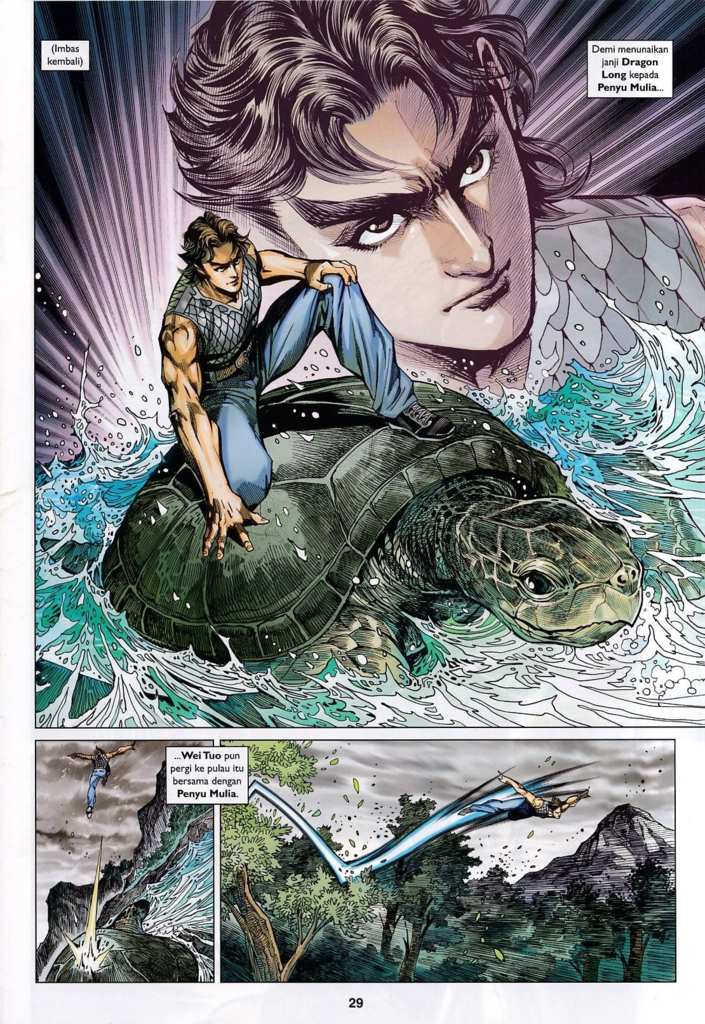 (Imbas
kembali)
Demi menunaikan
janji Dragon
Long kepada
Penyu Mulia...
...Wei Tuo pun
pergi ke pulau itu
bersama dengan
Penyu Mulia.
29